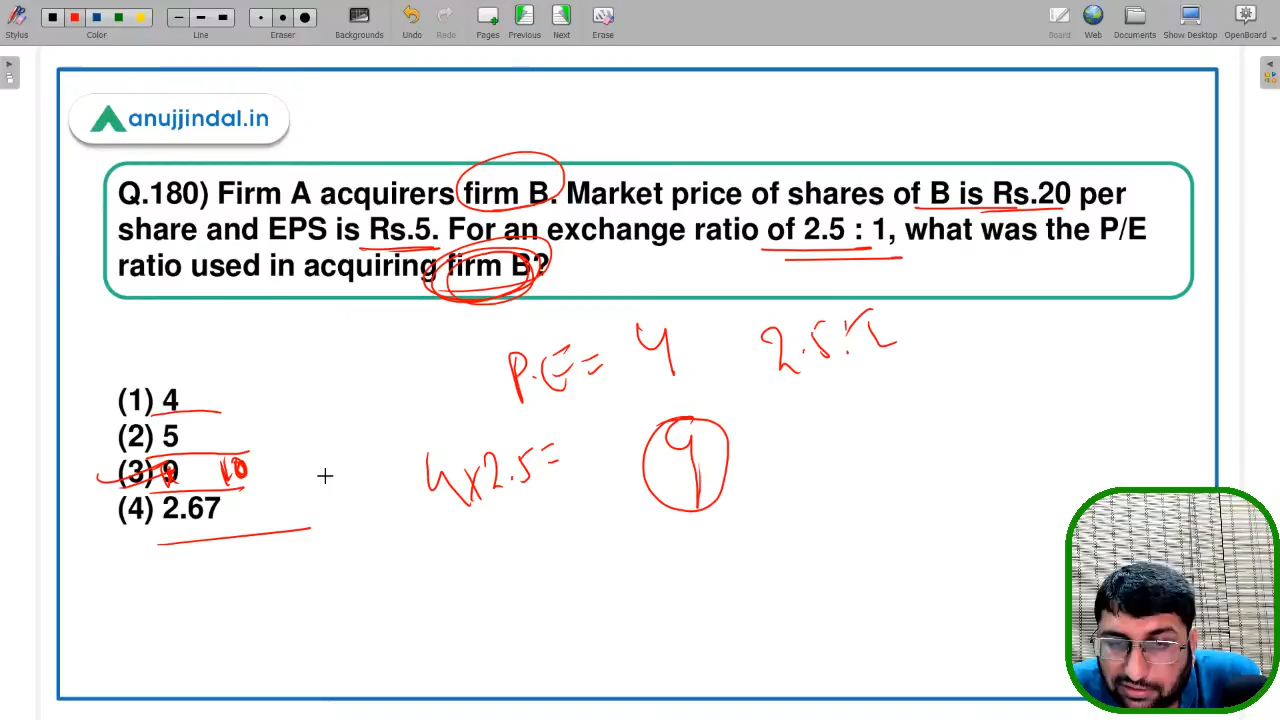 Stylus
Color
Line
Eraser
Backgrounds
Undo
Redo
Pages
Previous
Next
Erase
Board
Web
Documents
Show Desktop
OpenBoard
anujjindal.in
Q.180) Firm A acquirers firm B. Market price of shares of B is Rs.20 per
share and EPS is Rs.5. For an exchange ratio of 2.5 : 1, what was the P/E
ratio used in acquiring firm B?
P.E = 4
2.5:1
(1) 4
(2) 5
(3) 9 10
(4) 2.67
4x2.5=
9